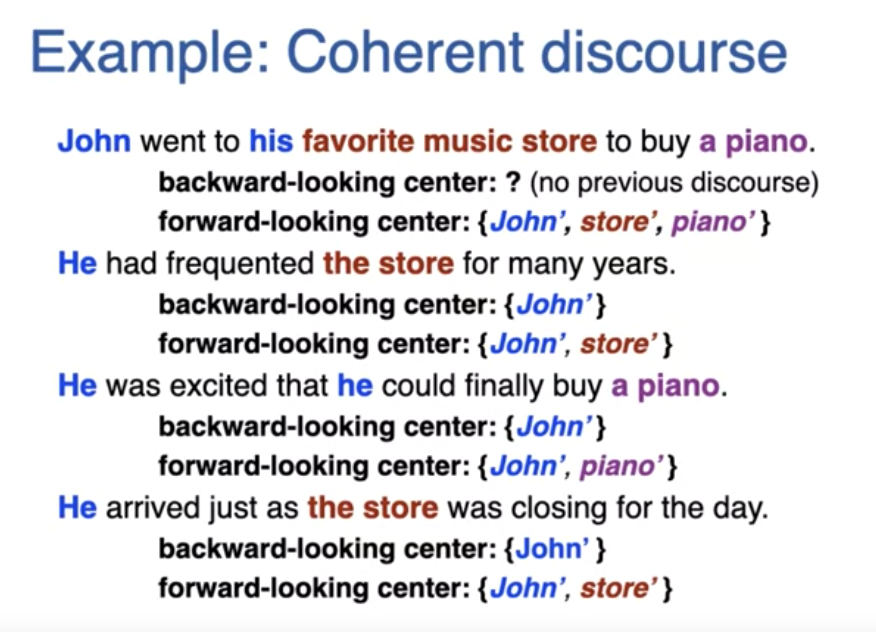 Example: Coherent discourse
John went to his favorite music store to buy a piano.
backward-looking center: ? (no previous discourse)
forward-looking center: {John’, store’, piano’}
He had frequented the store for many years.
backward-looking center: {John’}
forward-looking center: {John’, store’}
He was excited that he could finally buy a piano.
backward-looking center: {John’}
forward-looking center: {John’, piano’}
He arrived just as the store was closing for the day.
backward-looking center: {John’ }
forward-looking center: {John’, store’}